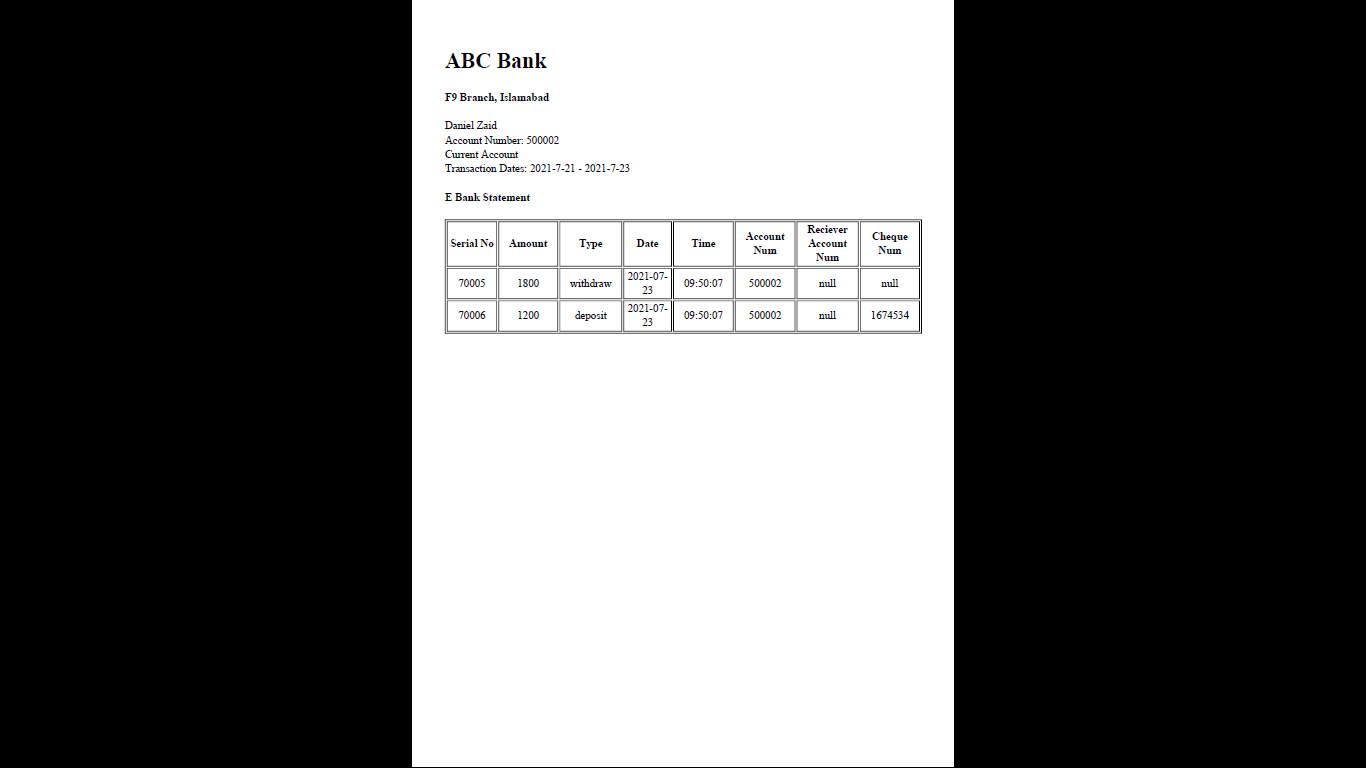 ABC Bank
F9 Branch, Islamabad
Daniel Zaid
Account Number: 500002
Current Account
Transaction Dates: 2021-7-21 - 2021-7-23
E Bank Statement
Serial No Amount Type Date Time Account Num Reciever Account Num Cheque Num
70005 1800 withdraw 2021-07-23 09:50:07 500002 null null
70006 1200 deposit 2021-07-23 09:50:07 500002 null 1674534